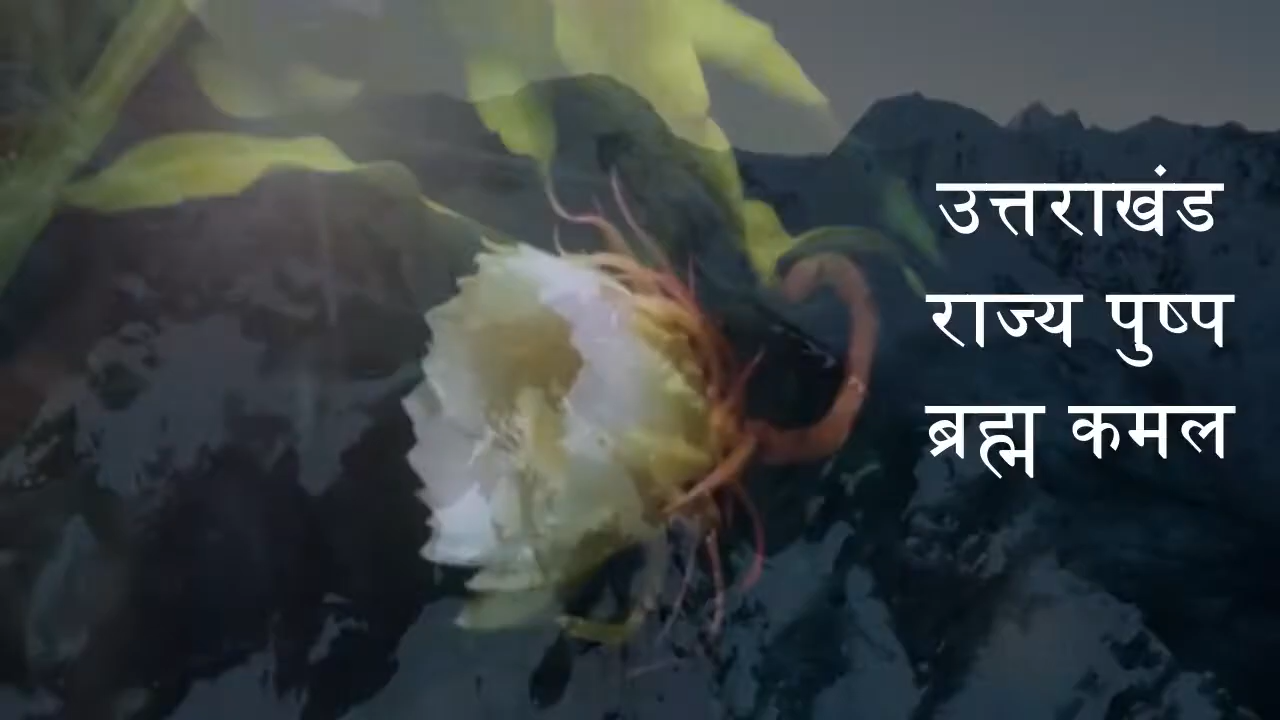 उत्तराखंड
राज्य पुष्प
ब्रह्म कमल